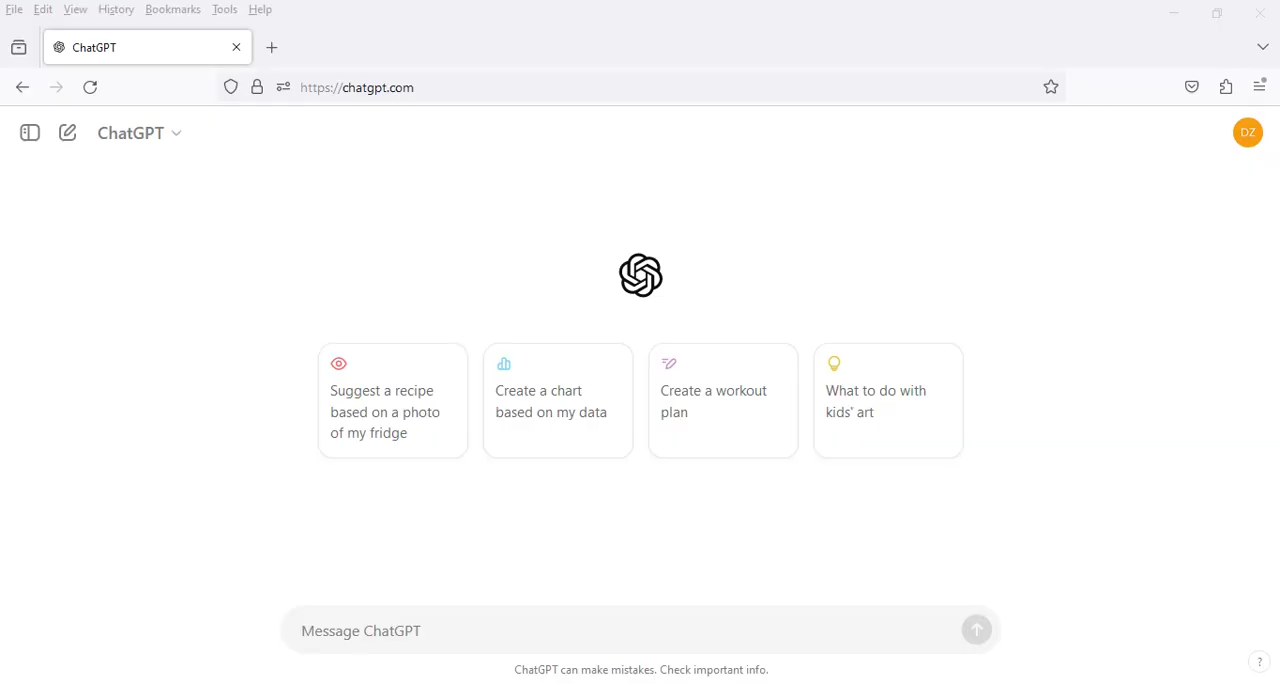 File Edit View History Bookmarks Tools Help
ChatGPT
https://chatgpt.com
ChatGPT
DZ
Suggest a recipe
based on a photo
of my fridge
Create a chart
based on my data
Create a workout
plan
What to do with
kids' art
Message ChatGPT
ChatGPT can make mistakes. Check important info.
?